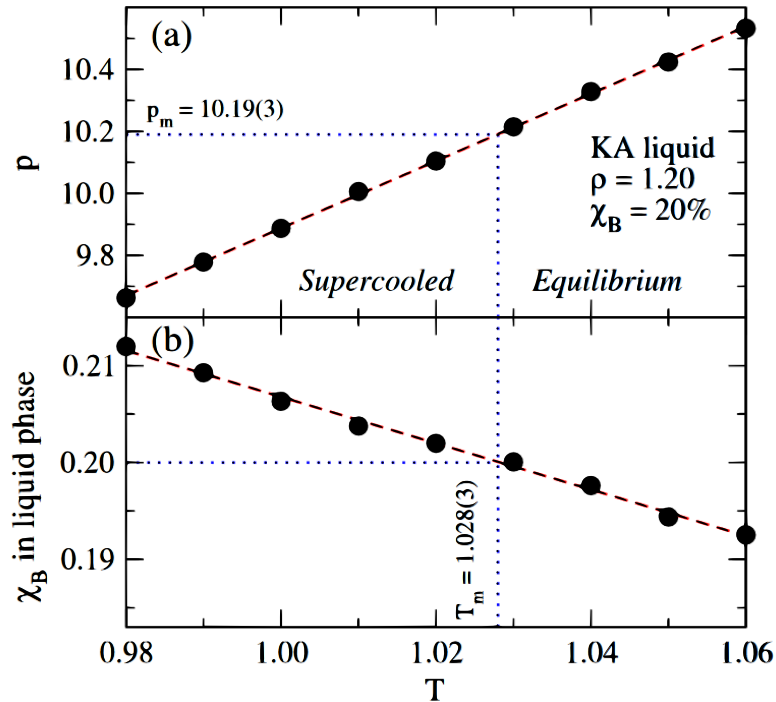 (a)
10.4
10.2
10.0
9.8
p
p_m = 10.19(3)
KA liquid
ρ = 1.20
χ_B = 20%
Supercooled
Equilibrium
(b)
0.21
0.20
0.19
χ_B in liquid phase
T_m = 1.028(3)
0.98
1.00
1.02
1.04
1.06
T